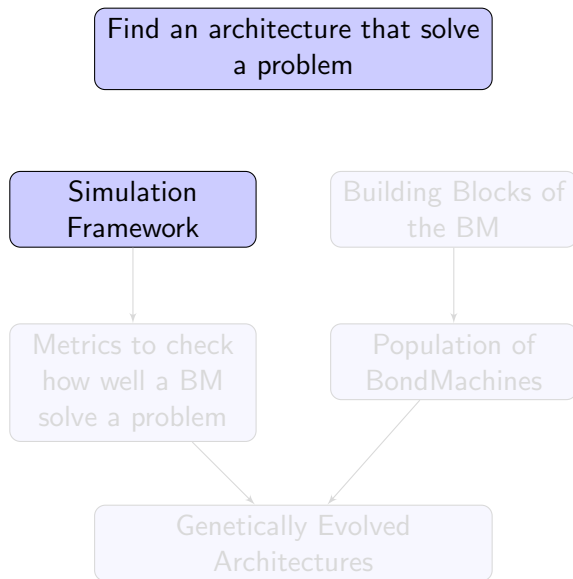 Find an architecture that solve
a problem
Simulation
Framework
Building Blocks of
the BM
Metrics to check
how well a BM
solve a problem
Population of
BondMachines
Genetically Evolved
Architectures